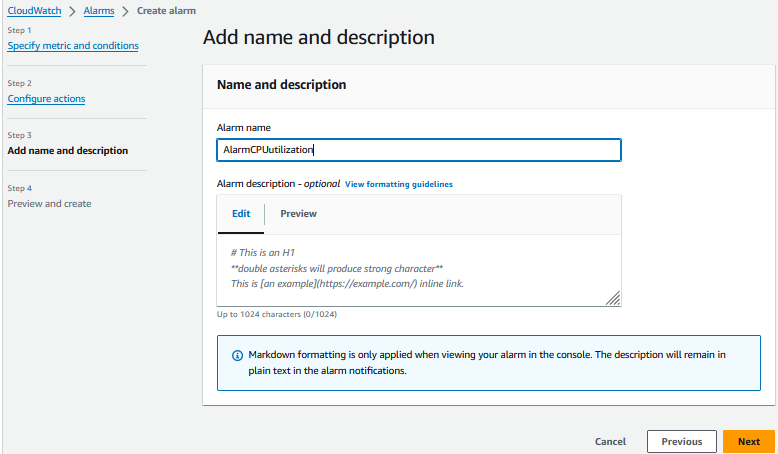 CloudWatch > Alarms > Create alarm
Step 1
Specify metric and conditions
Step 2
Configure actions
Step 3
Add name and description
Step 4
Preview and create
Add name and description
Name and description
Alarm name
AlarmCPUutilization
Alarm description - optional View formatting guidelines
Edit Preview
# This is an H1
**double asterisks will produce strong character**
This is [an example](https://example.com/) inline link.
Up to 1024 characters (0/1024)
Markdown formatting is only applied when viewing your alarm in the console. The description will remain in
plain text in the alarm notifications.
Cancel Previous Next